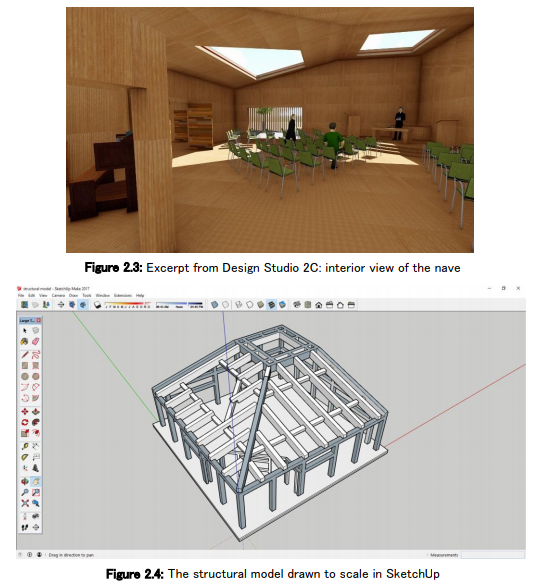 Figure 2.3: Excerpt from Design Studio 2C: interior view of the nave
structural model - SketchUp Make 2017
File Edit View Camera Draw Tools Window Extensions Help
Large T...
Drag in direction to pan
Measurements
Figure 2.4: The structural model drawn to scale in SketchUp